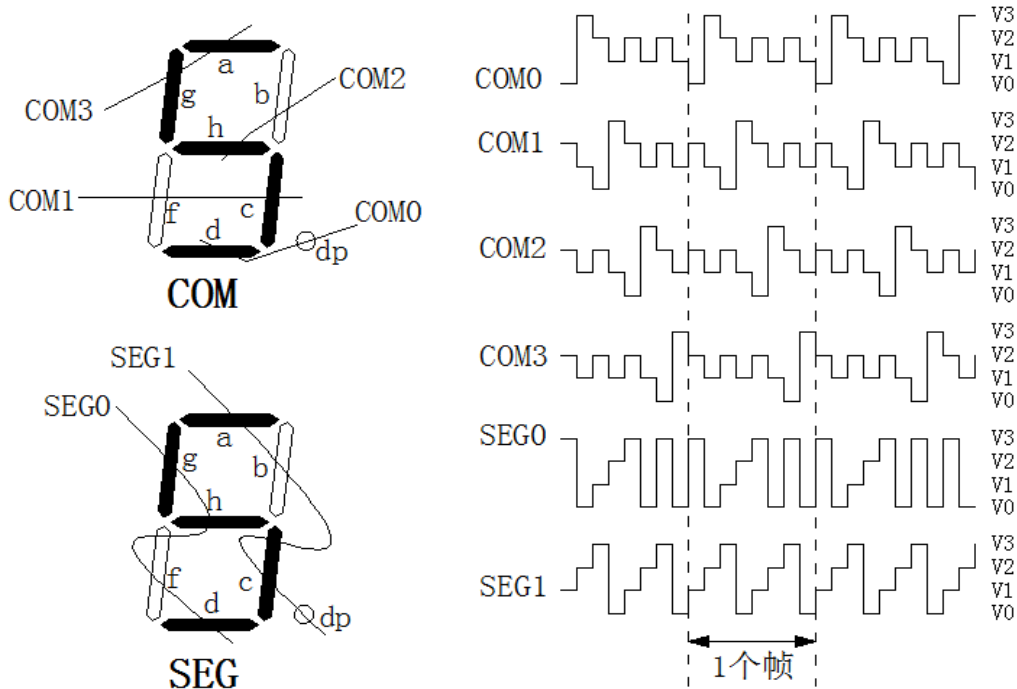 COM3
COM2
COM1
COM0
a
g
b
h
f
c
d
dp
COM
SEG1
SEG0
a
g
b
h
f
c
d
dp
SEG
COM0
V3
V2
V1
V0
COM1
V3
V2
V1
V0
COM2
V3
V2
V1
V0
COM3
V3
V2
V1
V0
SEG0
V3
V2
V1
V0
SEG1
V3
V2
V1
V0
1个帧